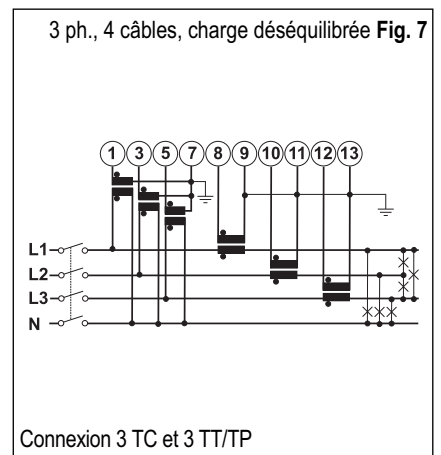 3 ph., 4 câbles, charge déséquilibrée Fig. 7
1 3 5 7 8 9 10 11 12 13
L1
L2
L3
N
Connexion 3 TC et 3 TT/TP